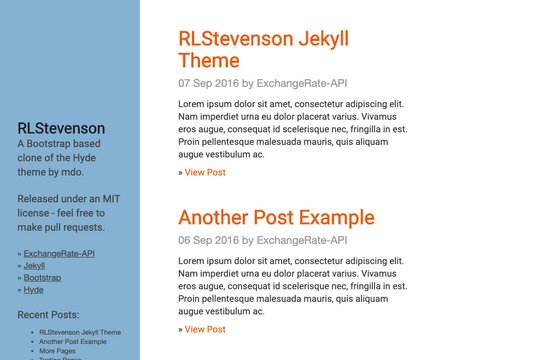 RLStevenson
A Bootstrap based
clone of the Hyde
theme by mdo.
Released under an MIT
license - feel free to
make pull requests.
» ExchangeRate-API
» Jekyll
» Bootstrap
» Hyde
Recent Posts:
• RLStevenson Jekyll Theme
• Another Post Example
• More Pages
• Testing Pages
RLStevenson Jekyll
Theme
07 Sep 2016 by ExchangeRate-API
Lorem ipsum dolor sit amet, consectetur adipiscing elit.
Nam imperdiet urna eu dolor placerat varius. Vivamus
eros augue, consequat id scelerisque nec, fringilla in est.
Proin pellentesque malesuada mauris, quis aliquam
augue vestibulum ac.
» View Post
Another Post Example
06 Sep 2016 by ExchangeRate-API
Lorem ipsum dolor sit amet, consectetur adipiscing elit.
Nam imperdiet urna eu dolor placerat varius. Vivamus
eros augue, consequat id scelerisque nec, fringilla in est.
Proin pellentesque malesuada mauris, quis aliquam
augue vestibulum ac.
» View Post